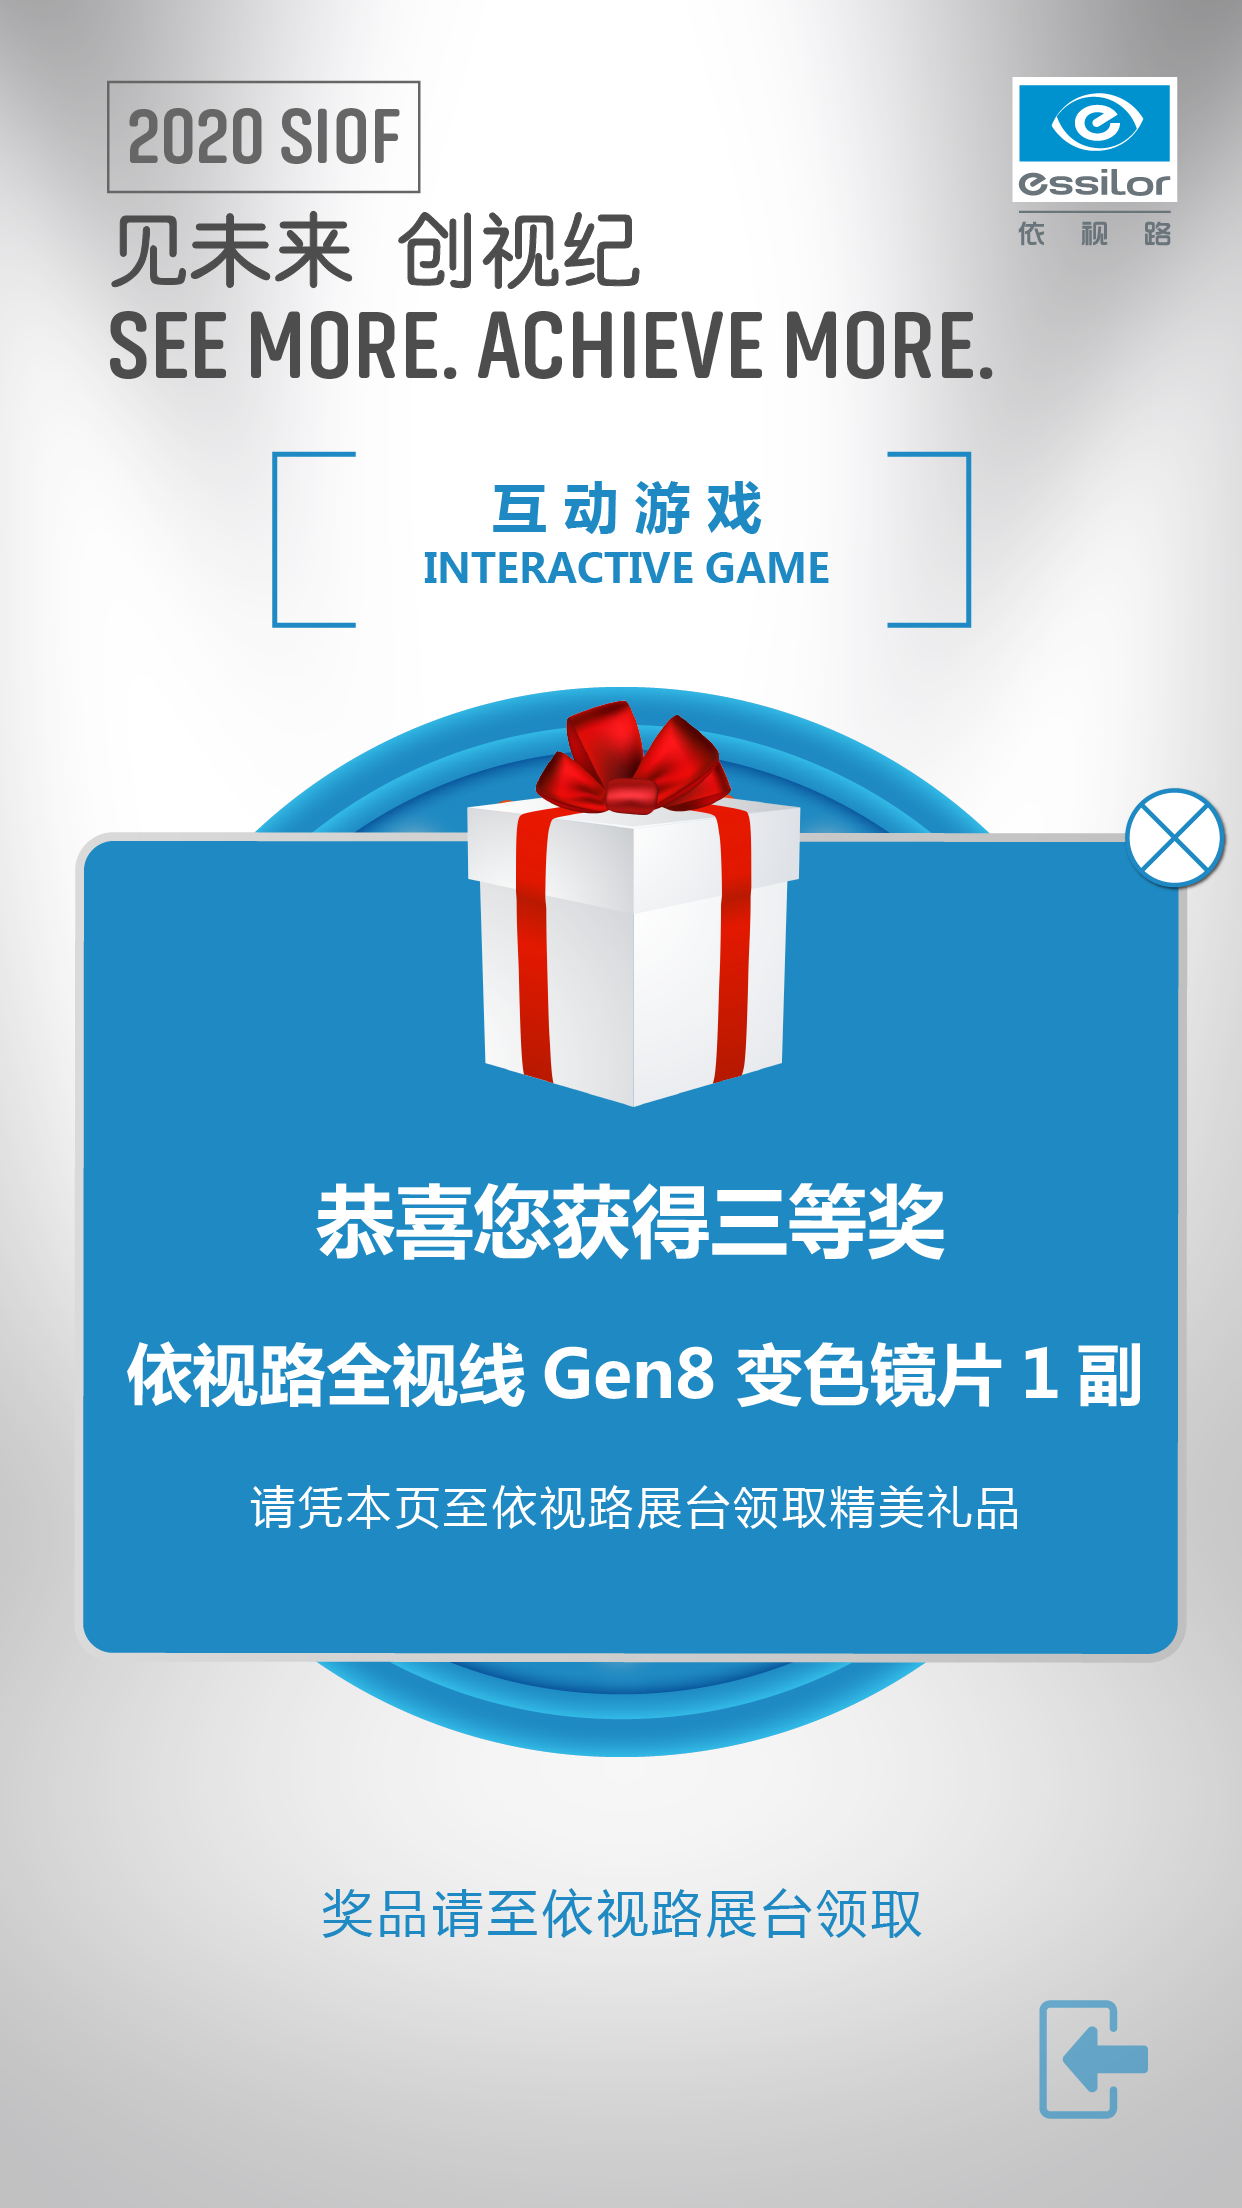 2020 SIOF
essilor
依视路
见未来 创视纪
SEE MORE. ACHIEVE MORE.
互动游戏
INTERACTIVE GAME
恭喜您获得三等奖
依视路全视线 Gen8 变色镜片 1 副
请凭本页至依视路展台领取精美礼品
奖品请至依视路展台领取